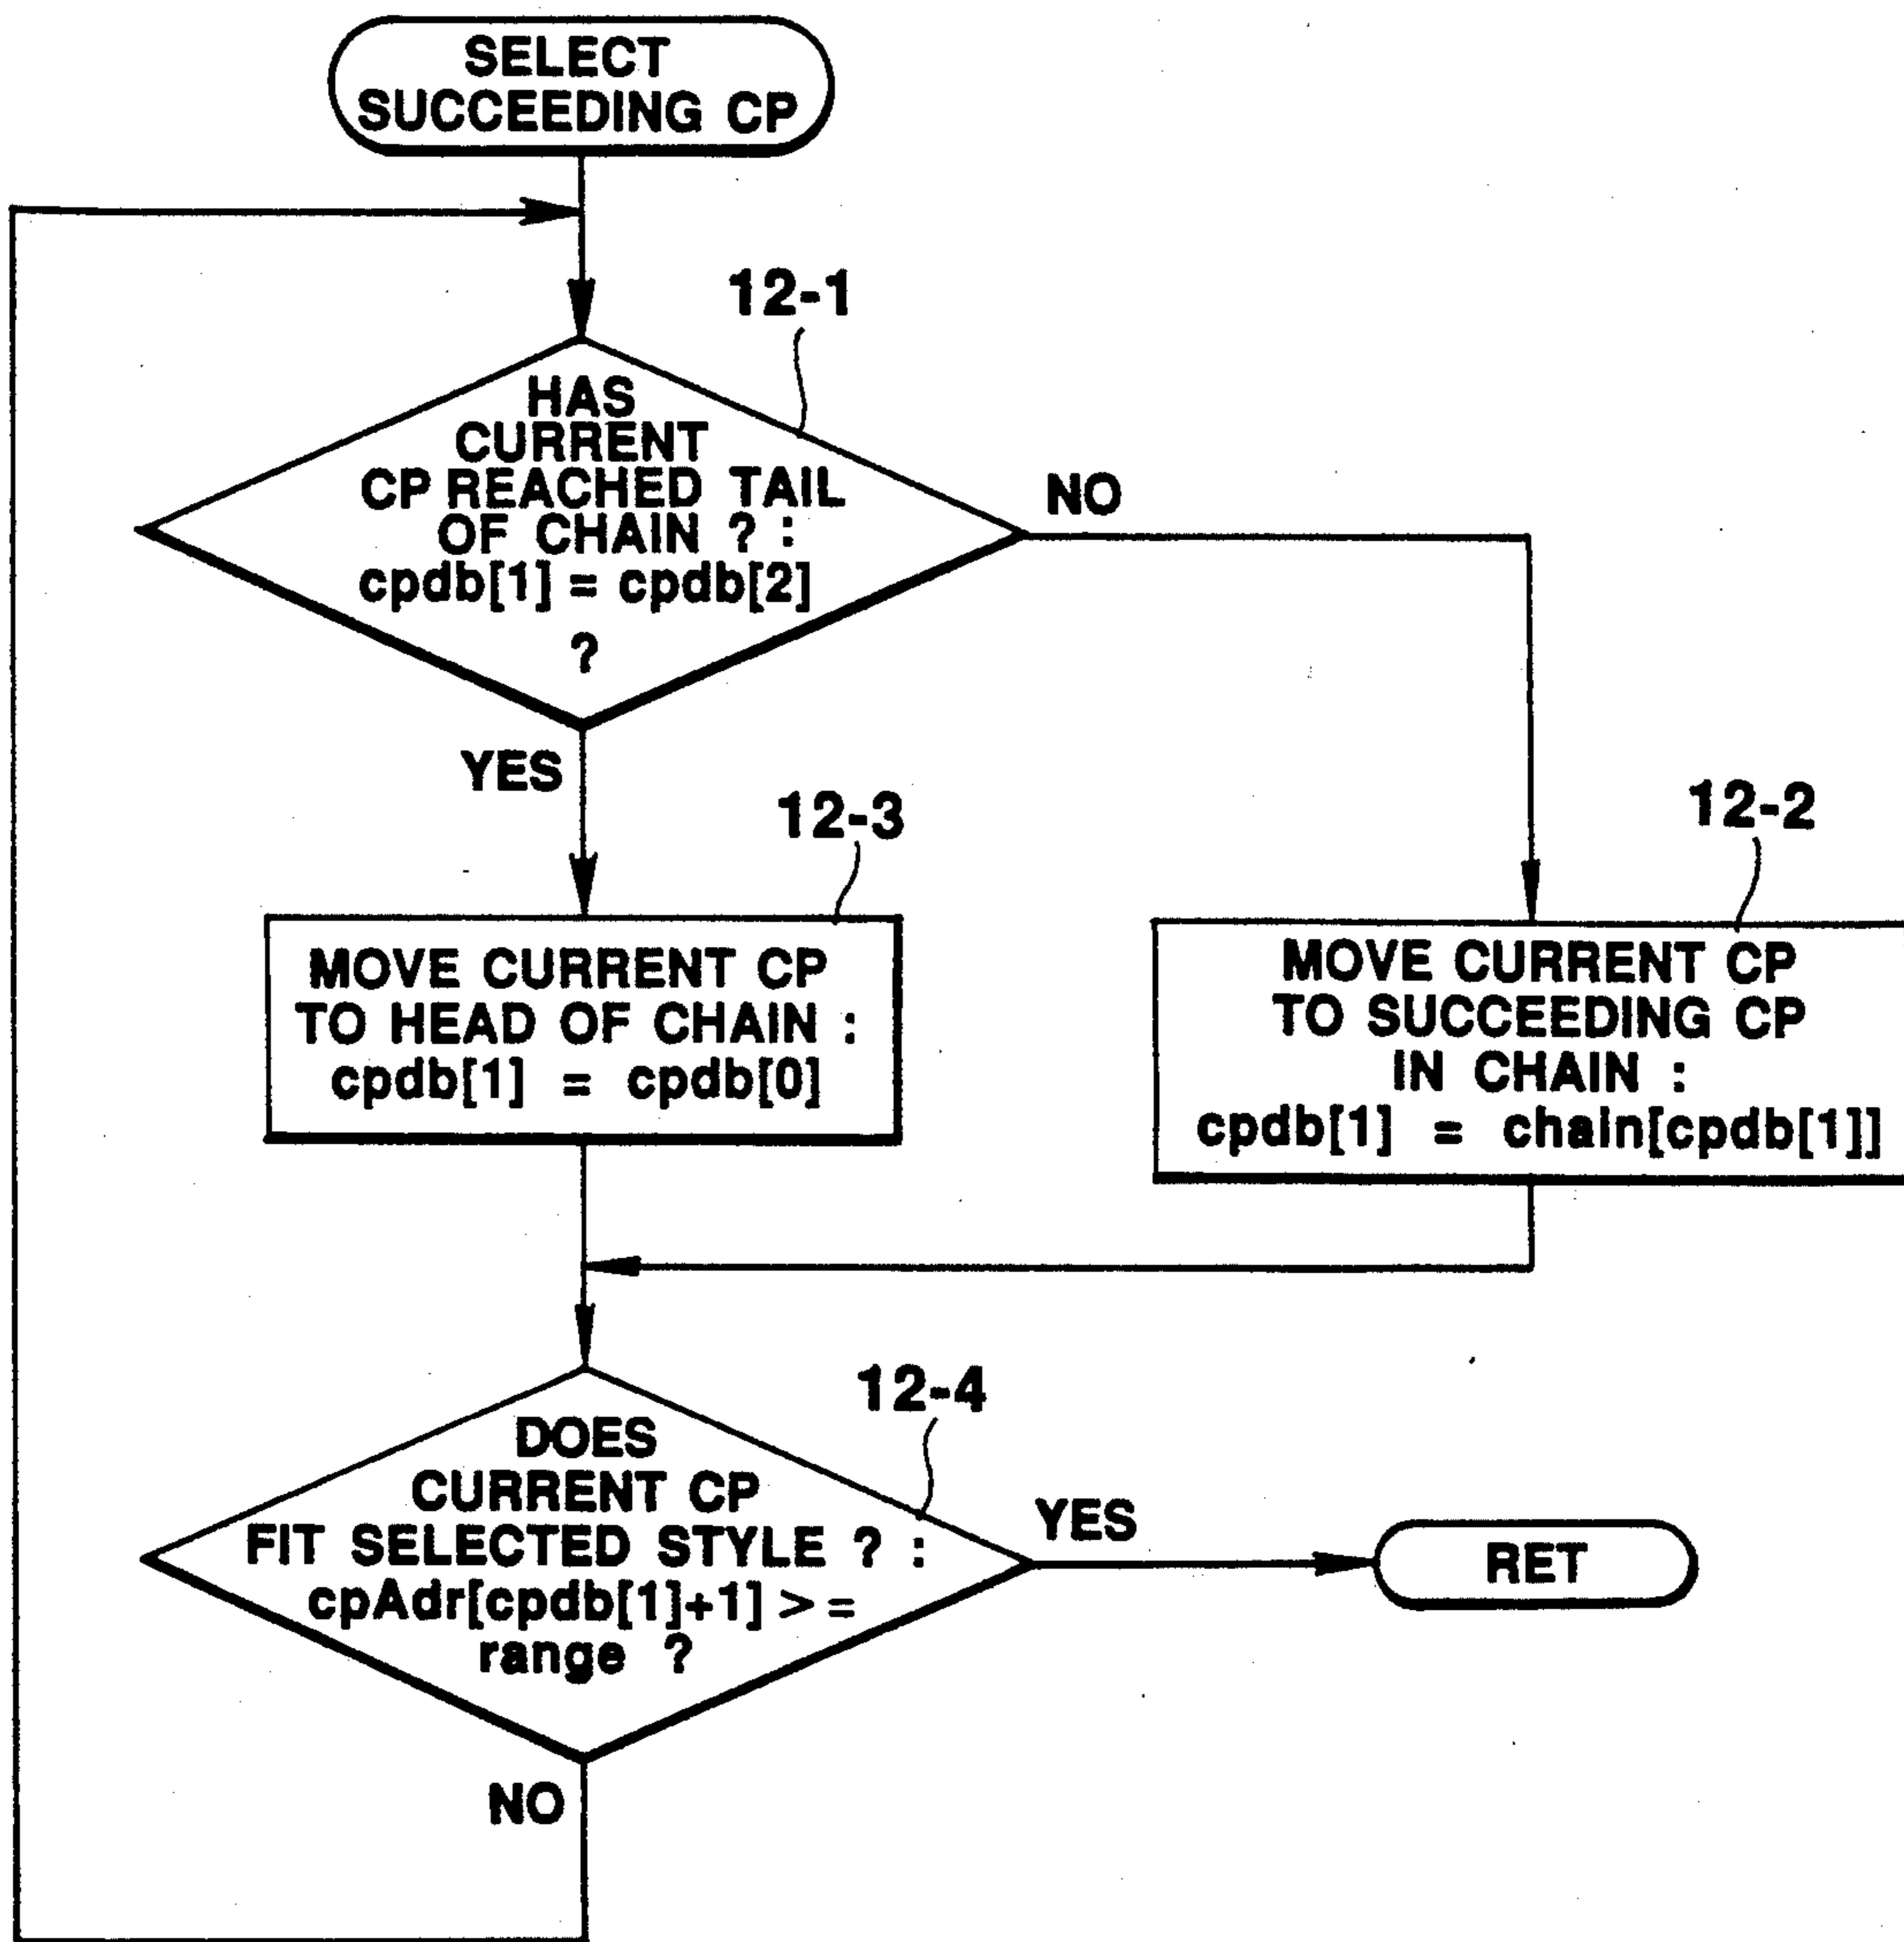 SELECT
SUCCEEDING CP
12-1
HAS
CURRENT
CP REACHED TAIL
OF CHAIN ? :
cpdb[1] = cpdb[2]
?
NO
YES
12-3
12-2
MOVE CURRENT CP
TO HEAD OF CHAIN :
cpdb[1] = cpdb[0]
MOVE CURRENT CP
TO SUCCEEDING CP
IN CHAIN :
cpdb[1] = chain[cpdb[1]]
12-4
DOES
CURRENT CP
FIT SELECTED STYLE ? :
cpAdr[cpdb[1]+1] > =
range ?
YES
RET
NO